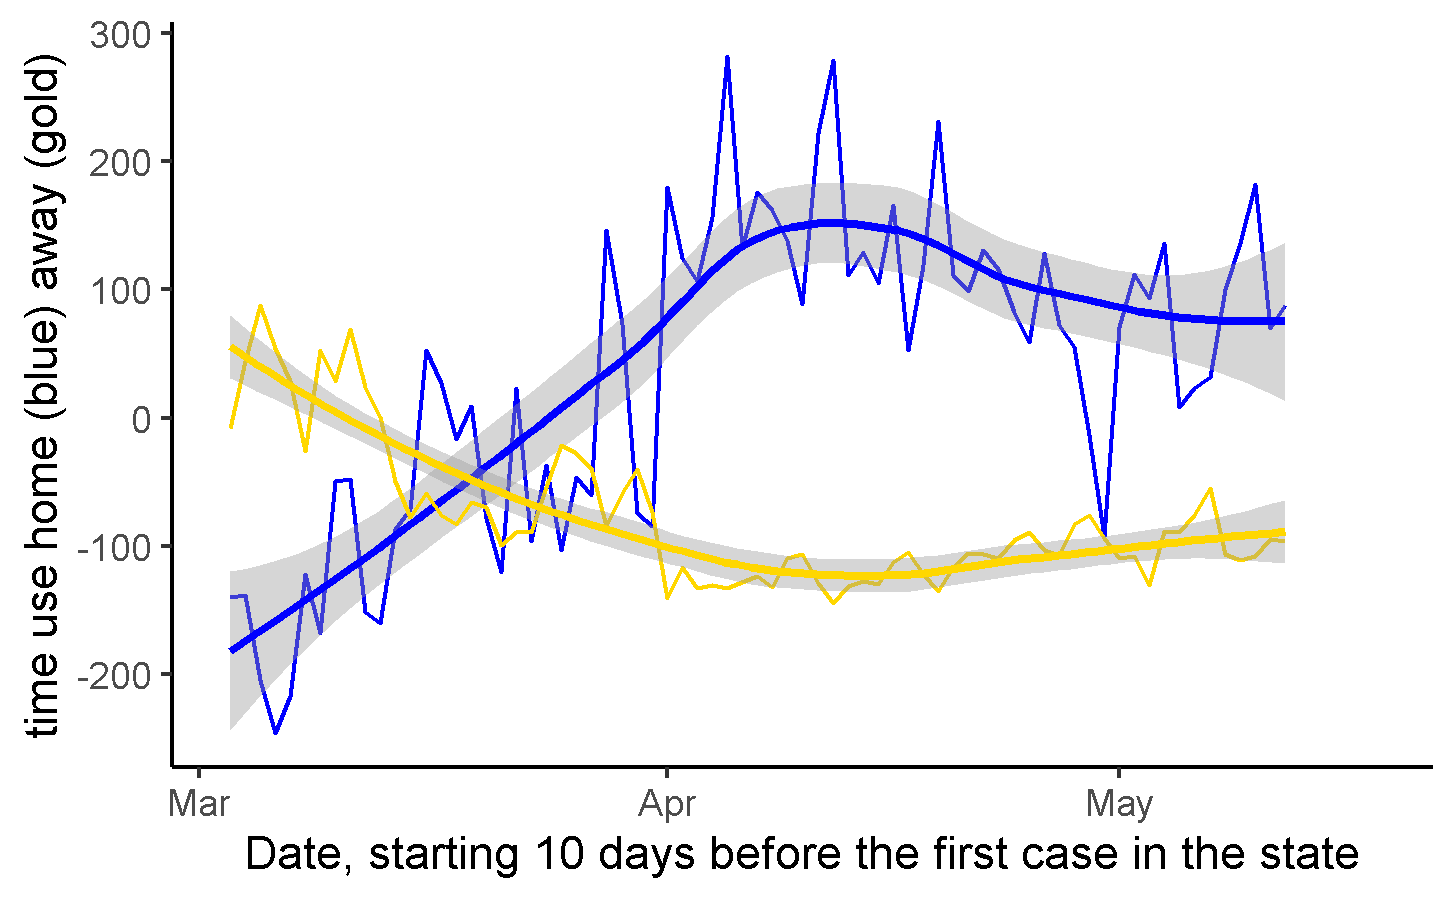 time use home (blue) away (gold)
300
200
100
0
-100
-200
Mar
Apr
May
Date, starting 10 days before the first case in the state